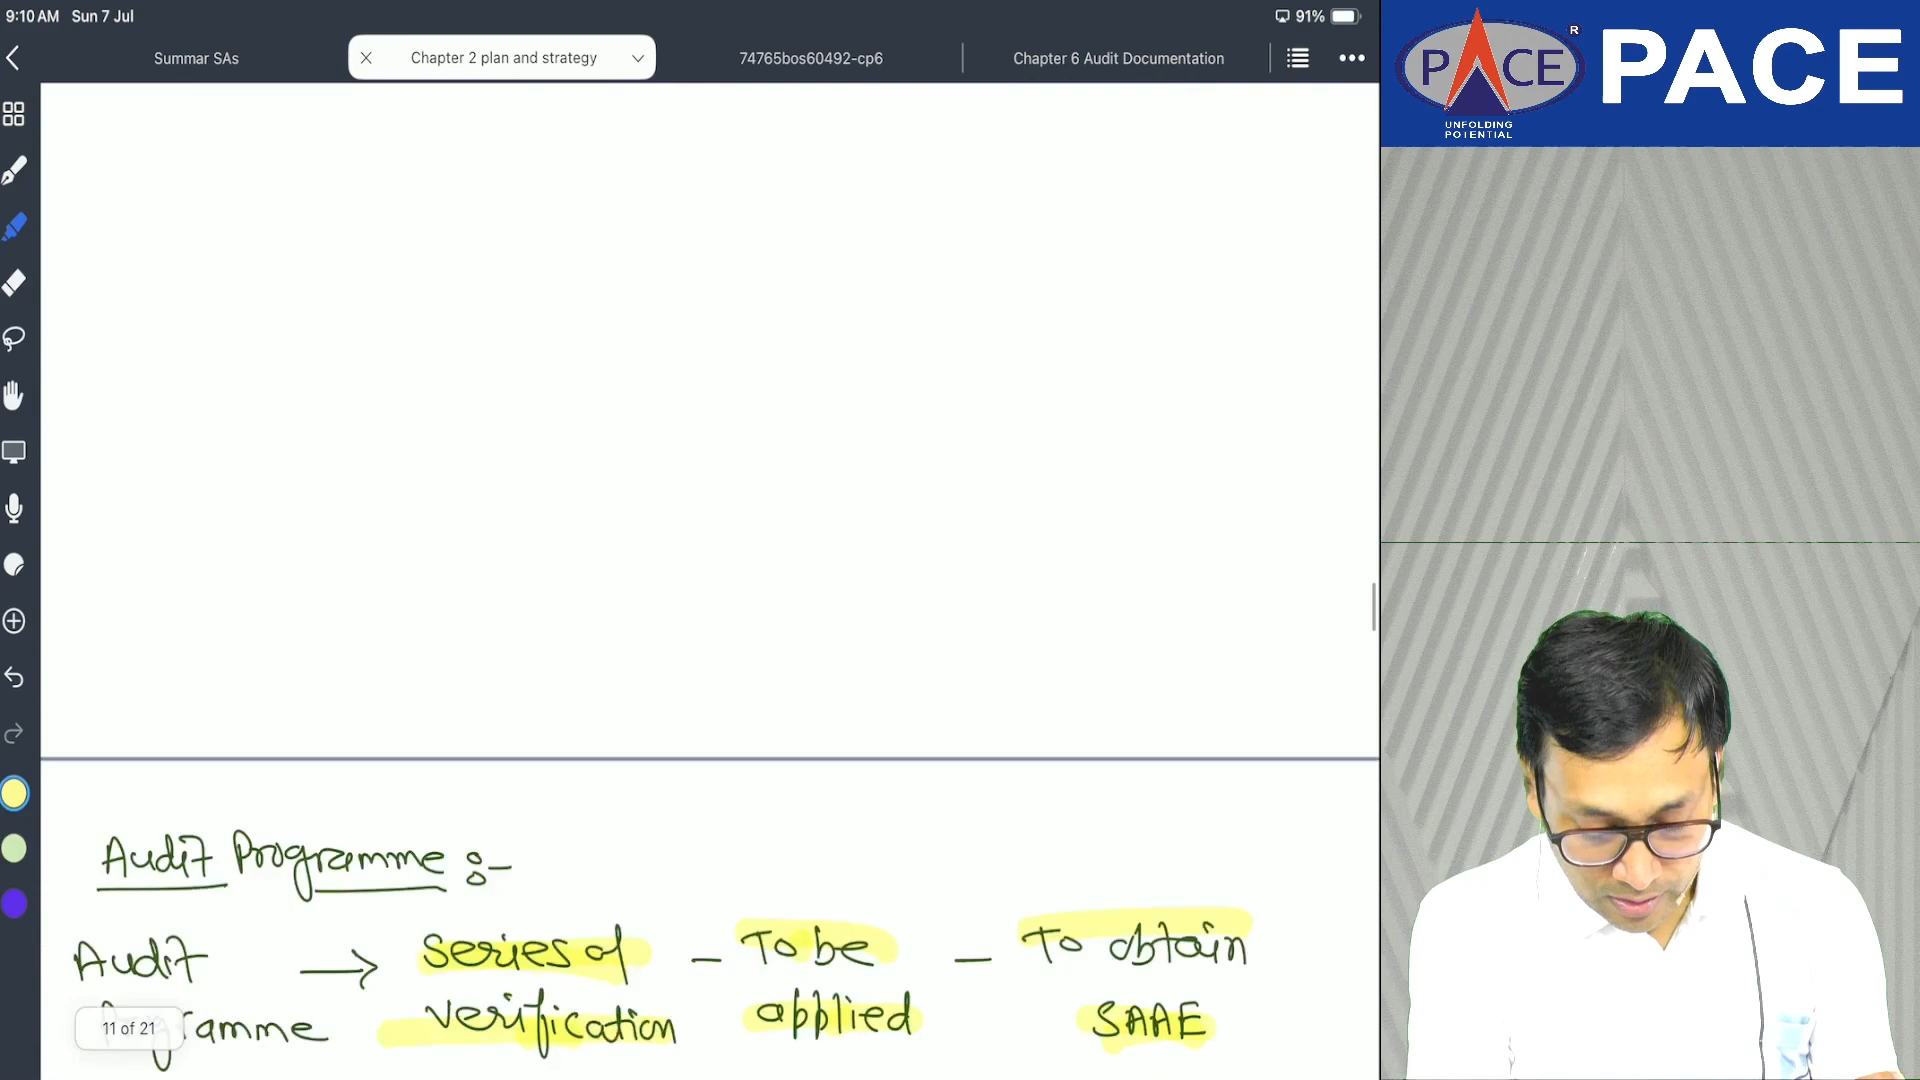 9:10 AM Sun 7 Jul
91%
Summar SAs
Chapter 2 plan and strategy
74765bos60492-cp6
Chapter 6 Audit Documentation
PACE
®
UNFOLDING
POTENTIAL
PACE
Audit Programme :-
Audit → series of - To be - To obtain
ramme verification applied SAAE
11 of 21